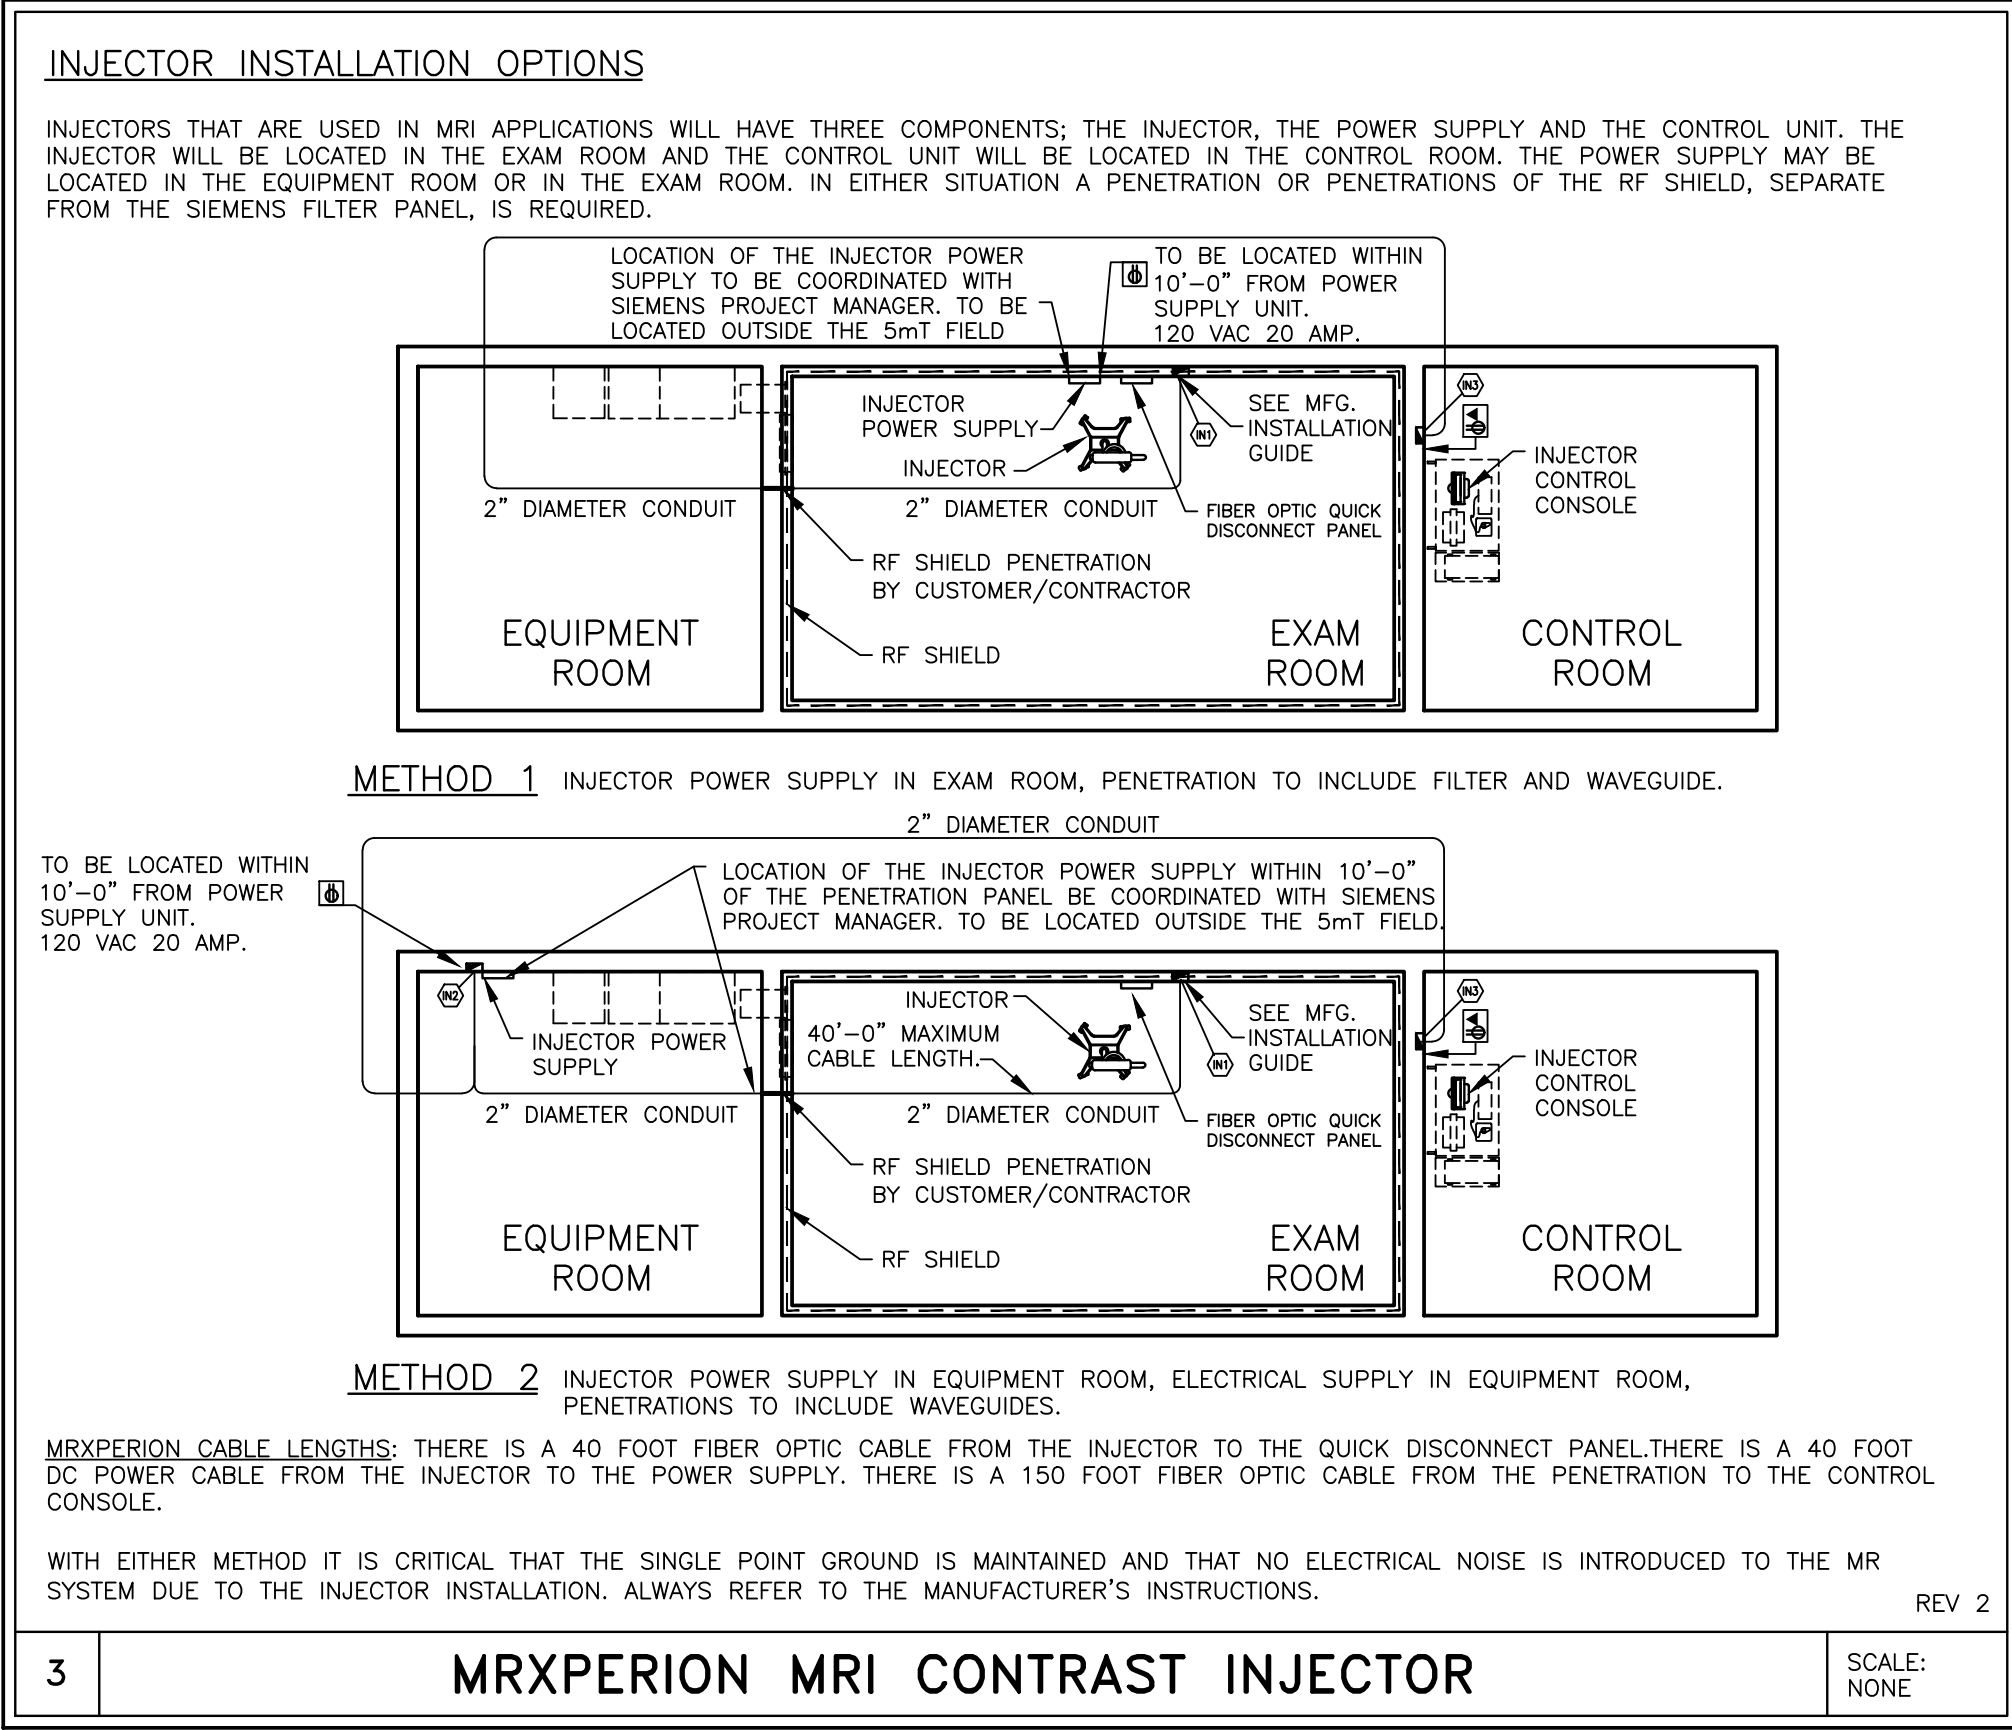 INJECTOR INSTALLATION OPTIONS
INJECTORS THAT ARE USED IN MRI APPLICATIONS WILL HAVE THREE COMPONENTS; THE INJECTOR, THE POWER SUPPLY AND THE CONTROL UNIT. THE
INJECTOR WILL BE LOCATED IN THE EXAM ROOM AND THE CONTROL UNIT WILL BE LOCATED IN THE CONTROL ROOM. THE POWER SUPPLY MAY BE
LOCATED IN THE EQUIPMENT ROOM OR IN THE EXAM ROOM. IN EITHER SITUATION A PENETRATION OR PENETRATIONS OF THE RF SHIELD, SEPARATE
FROM THE SIEMENS FILTER PANEL, IS REQUIRED.
LOCATION OF THE INJECTOR POWER
SUPPLY TO BE COORDINATED WITH
SIEMENS PROJECT MANAGER. TO BE
LOCATED OUTSIDE THE 5mT FIELD
TO BE LOCATED WITHIN
10'-0" FROM POWER
SUPPLY UNIT.
120 VAC 20 AMP.
INJECTOR
POWER SUPPLY
INJECTOR
IN1
SEE MFG.
INSTALLATION
GUIDE
IN3
INJECTOR
CONTROL
CONSOLE
2" DIAMETER CONDUIT
2" DIAMETER CONDUIT
FIBER OPTIC QUICK
DISCONNECT PANEL
RF SHIELD PENETRATION
BY CUSTOMER/CONTRACTOR
RF SHIELD
EQUIPMENT
ROOM
EXAM
ROOM
CONTROL
ROOM
METHOD 1 INJECTOR POWER SUPPLY IN EXAM ROOM, PENETRATION TO INCLUDE FILTER AND WAVEGUIDE.
2" DIAMETER CONDUIT
TO BE LOCATED WITHIN
10'-0" FROM POWER
SUPPLY UNIT.
120 VAC 20 AMP.
LOCATION OF THE INJECTOR POWER SUPPLY WITHIN 10'-0"
OF THE PENETRATION PANEL BE COORDINATED WITH SIEMENS
PROJECT MANAGER. TO BE LOCATED OUTSIDE THE 5mT FIELD.
IN2
INJECTOR POWER
SUPPLY
INJECTOR
40'-0" MAXIMUM
CABLE LENGTH.
IN1
SEE MFG.
INSTALLATION
GUIDE
IN3
INJECTOR
CONTROL
CONSOLE
2" DIAMETER CONDUIT
2" DIAMETER CONDUIT
FIBER OPTIC QUICK
DISCONNECT PANEL
RF SHIELD PENETRATION
BY CUSTOMER/CONTRACTOR
RF SHIELD
EQUIPMENT
ROOM
EXAM
ROOM
CONTROL
ROOM
METHOD 2 INJECTOR POWER SUPPLY IN EQUIPMENT ROOM, ELECTRICAL SUPPLY IN EQUIPMENT ROOM,
PENETRATIONS TO INCLUDE WAVEGUIDES.
MRXPERION CABLE LENGTHS: THERE IS A 40 FOOT FIBER OPTIC CABLE FROM THE INJECTOR TO THE QUICK DISCONNECT PANEL.THERE IS A 40 FOOT
DC POWER CABLE FROM THE INJECTOR TO THE POWER SUPPLY. THERE IS A 150 FOOT FIBER OPTIC CABLE FROM THE PENETRATION TO THE CONTROL
CONSOLE.
WITH EITHER METHOD IT IS CRITICAL THAT THE SINGLE POINT GROUND IS MAINTAINED AND THAT NO ELECTRICAL NOISE IS INTRODUCED TO THE MR
SYSTEM DUE TO THE INJECTOR INSTALLATION. ALWAYS REFER TO THE MANUFACTURER'S INSTRUCTIONS.
REV 2
3
MRXPERION MRI CONTRAST INJECTOR
SCALE:
NONE